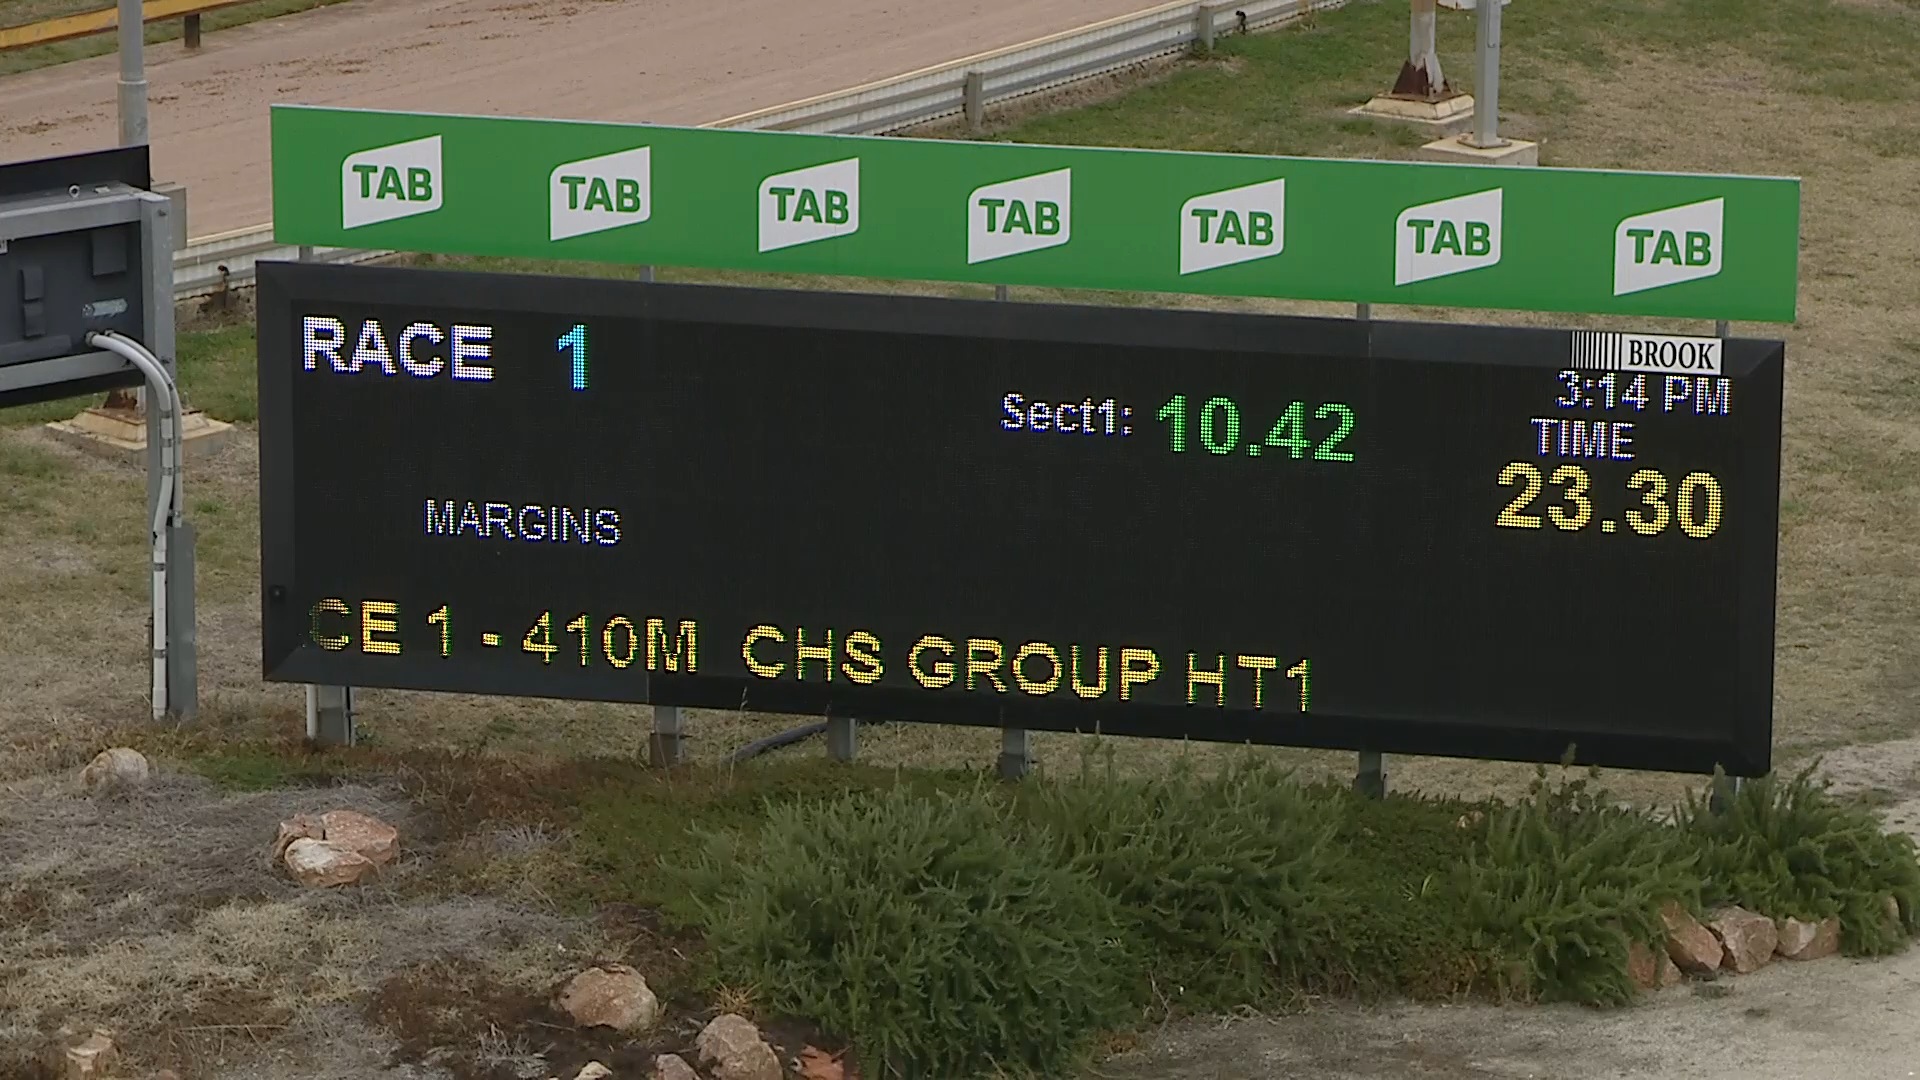 TAB TAB TAB TAB TAB TAB TAB
BROOK
RACE 1
3:14 PM
Sect1: 10.42
TIME
23.30
MARGINS
CE 1 - 410M CHS GROUP HT1